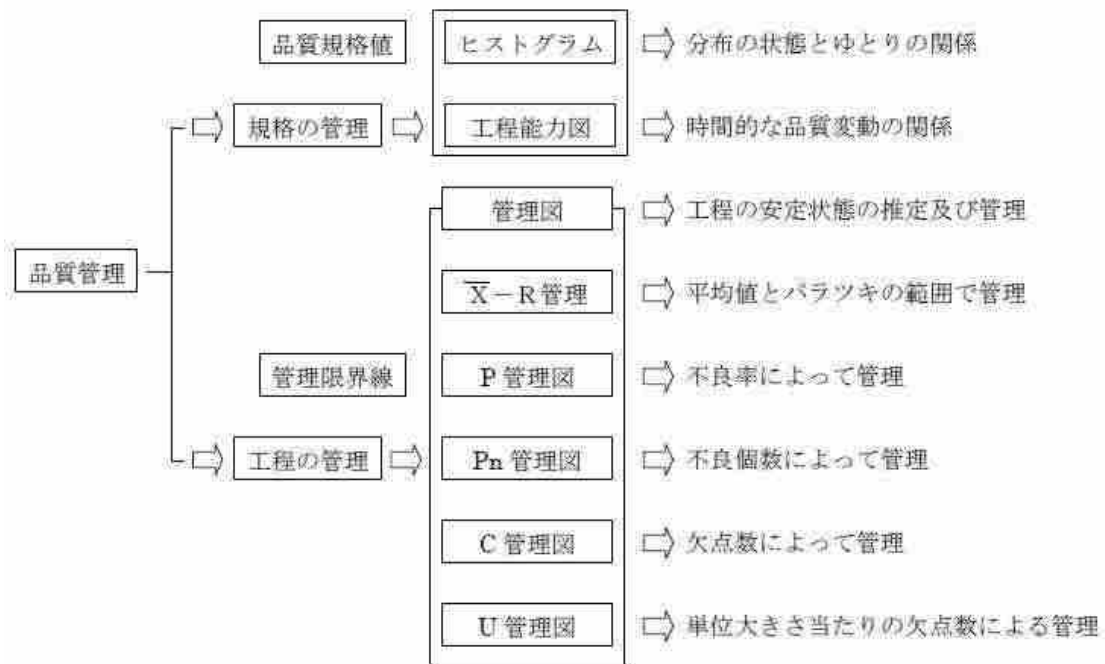 品質規格値 ヒストグラム 分布の状態とゆとりの関係
規格の管理 工程能力図 時間的な品質変動の関係
管理図 工程の安定状態の推定及び管理
品質管理
X̅－R 管理 平均値とバラツキの範囲で管理
管理限界線 P 管理図 不良率によって管理
工程の管理 Pn 管理図 不良個数によって管理
C 管理図 欠点数によって管理
U 管理図 単位大きさ当たりの欠点数による管理